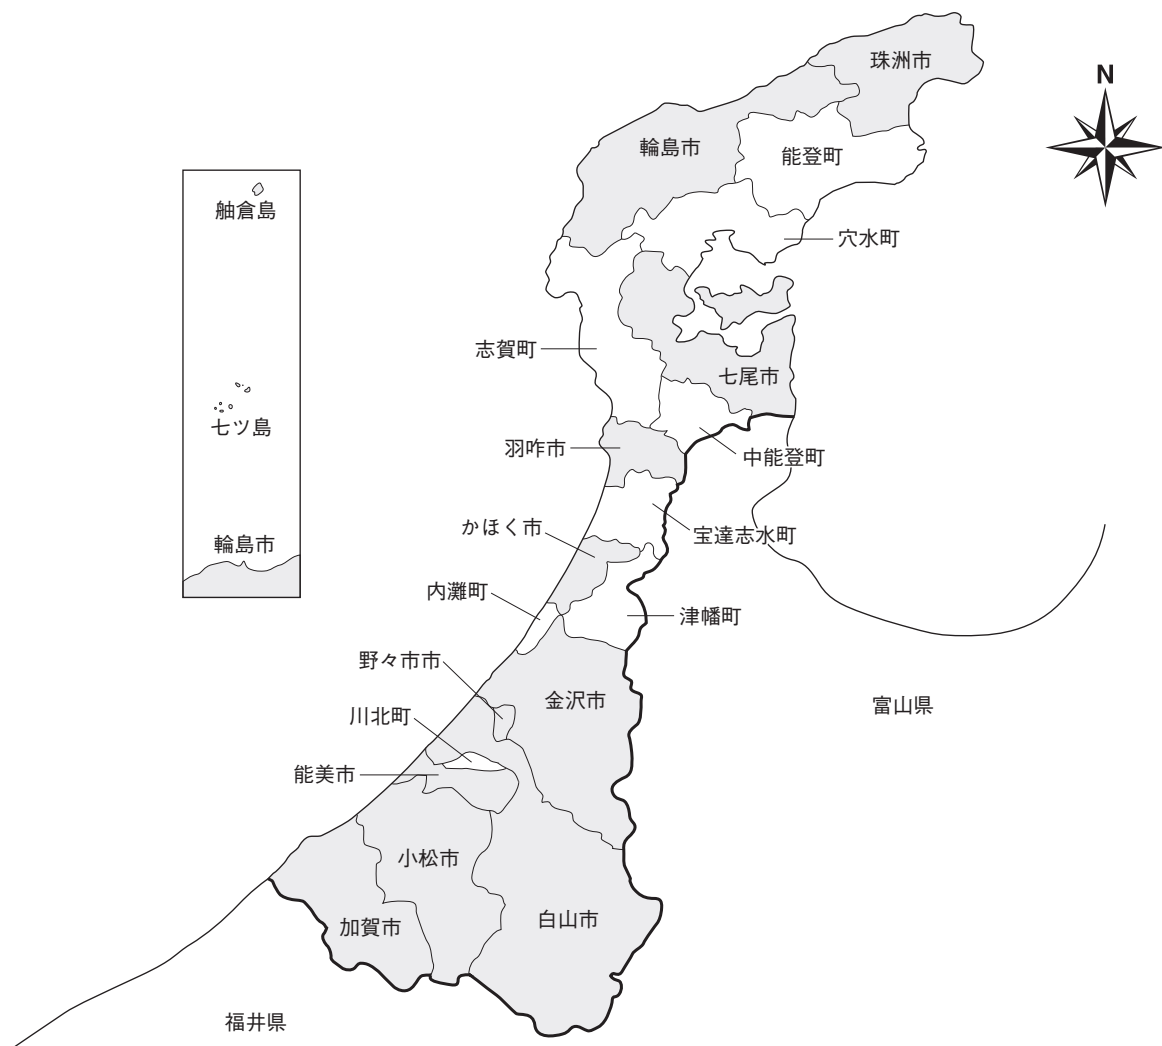 珠洲市
N
輪島市
能登町
舳倉島
穴水町
志賀町
七尾市
七ツ島
羽咋市
中能登町
かほく市
宝達志水町
輪島市
内灘町
津幡町
野々市市
金沢市
富山県
川北町
能美市
小松市
白山市
加賀市
福井県